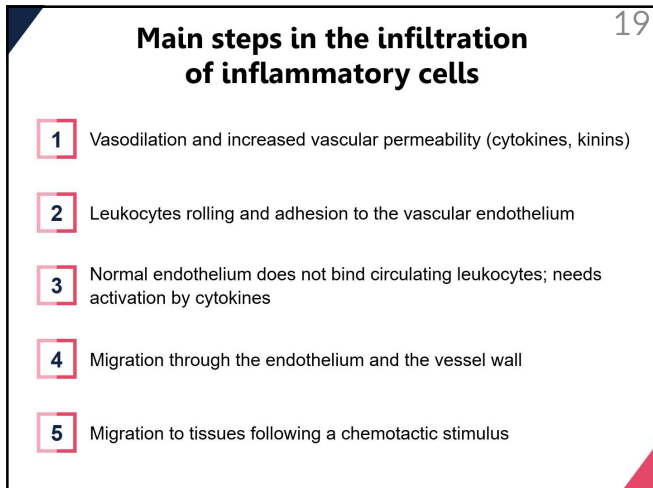 19
Main steps in the infiltration
of inflammatory cells
1 Vasodilation and increased vascular permeability (cytokines, kinins)
2 Leukocytes rolling and adhesion to the vascular endothelium
3 Normal endothelium does not bind circulating leukocytes; needs
activation by cytokines
4 Migration through the endothelium and the vessel wall
5 Migration to tissues following a chemotactic stimulus